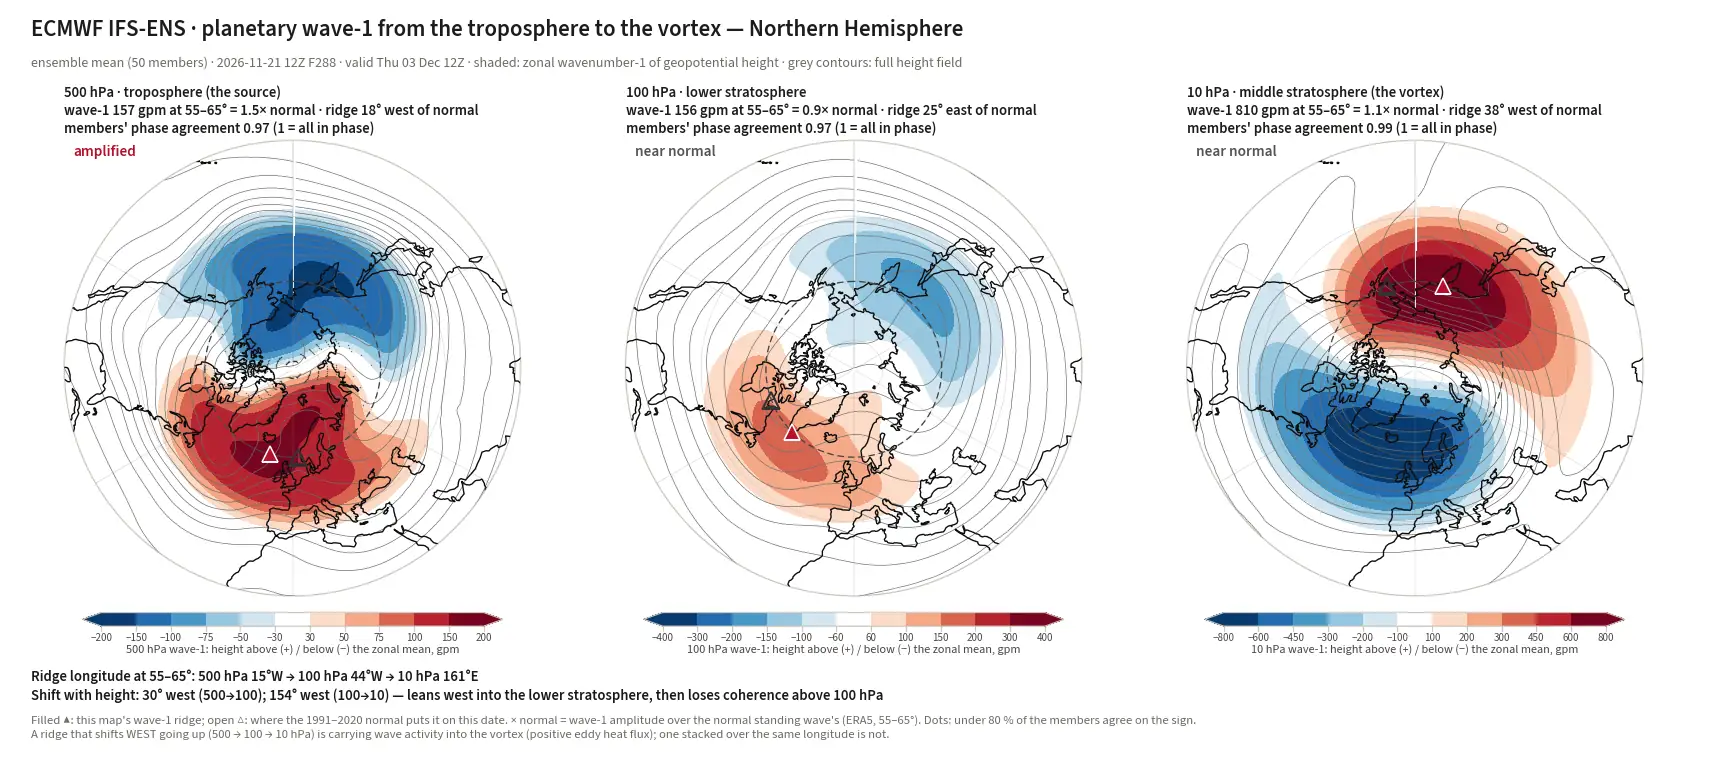 ECMWF IFS-ENS · planetary wave-1 from the troposphere to the vortex — Northern Hemisphere
ensemble mean (50 members) · 2026-11-21 12Z F288 · valid Thu 03 Dec 12Z · shaded: zonal wavenumber-1 of geopotential height · grey contours: full height field
500 hPa · troposphere (the source)
wave-1 157 gpm at 55–65° = 1.5× normal · ridge 18° west of normal
members' phase agreement 0.97 (1 = all in phase)
amplified
100 hPa · lower stratosphere
wave-1 156 gpm at 55–65° = 0.9× normal · ridge 25° east of normal
members' phase agreement 0.97 (1 = all in phase)
near normal
10 hPa · middle stratosphere (the vortex)
wave-1 810 gpm at 55–65° = 1.1× normal · ridge 38° west of normal
members' phase agreement 0.99 (1 = all in phase)
near normal
−200 −150 −100 −75 −50 −30 30 50 75 100 150 200
500 hPa wave-1: height above (+) / below (−) the zonal mean, gpm
−400 −300 −200 −150 −100 −60 60 100 150 200 300 400
100 hPa wave-1: height above (+) / below (−) the zonal mean, gpm
−800 −600 −450 −300 −200 −100 100 200 300 450 600 800
10 hPa wave-1: height above (+) / below (−) the zonal mean, gpm
Ridge longitude at 55–65°: 500 hPa 15°W → 100 hPa 44°W → 10 hPa 161°E
Shift with height: 30° west (500→100); 154° west (100→10) — leans west into the lower stratosphere, then loses coherence above 100 hPa
Filled ▲: this map's wave-1 ridge; open △: where the 1991–2020 normal puts it on this date. × normal = wave-1 amplitude over the normal standing wave's (ERA5, 55–65°). Dots: under 80 % of the members agree on the sign.
A ridge that shifts WEST going up (500 → 100 → 10 hPa) is carrying wave activity into the vortex (positive eddy heat flux); one stacked over the same longitude is not.